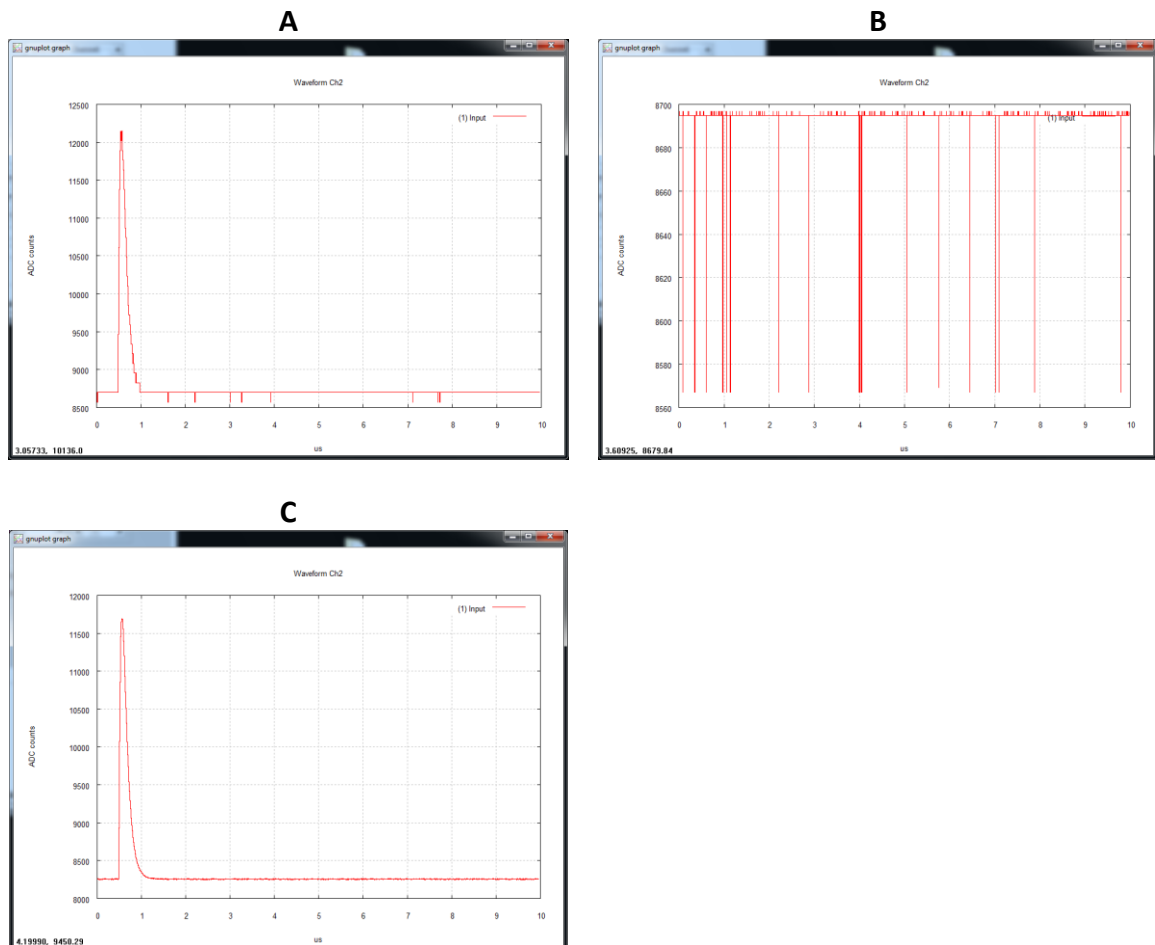 A
gnuplot graph
Waveform Ch2
12500
12000
11500
11000
10500
10000
9500
9000
8500
ADC counts
(1) Input
0 1 2 3 4 5 6 7 8 9 10
us
3.05733, 10136.0
B
gnuplot graph
Waveform Ch2
8700
8680
8660
8640
8620
8600
8580
8560
ADC counts
(1) Input
0 1 2 3 4 5 6 7 8 9 10
us
3.60925, 8679.84
C
gnuplot graph
Waveform Ch2
12000
11500
11000
10500
10000
9500
9000
8500
8000
ADC counts
(1) Input
0 1 2 3 4 5 6 7 8 9 10
us
4.19990, 9450.29